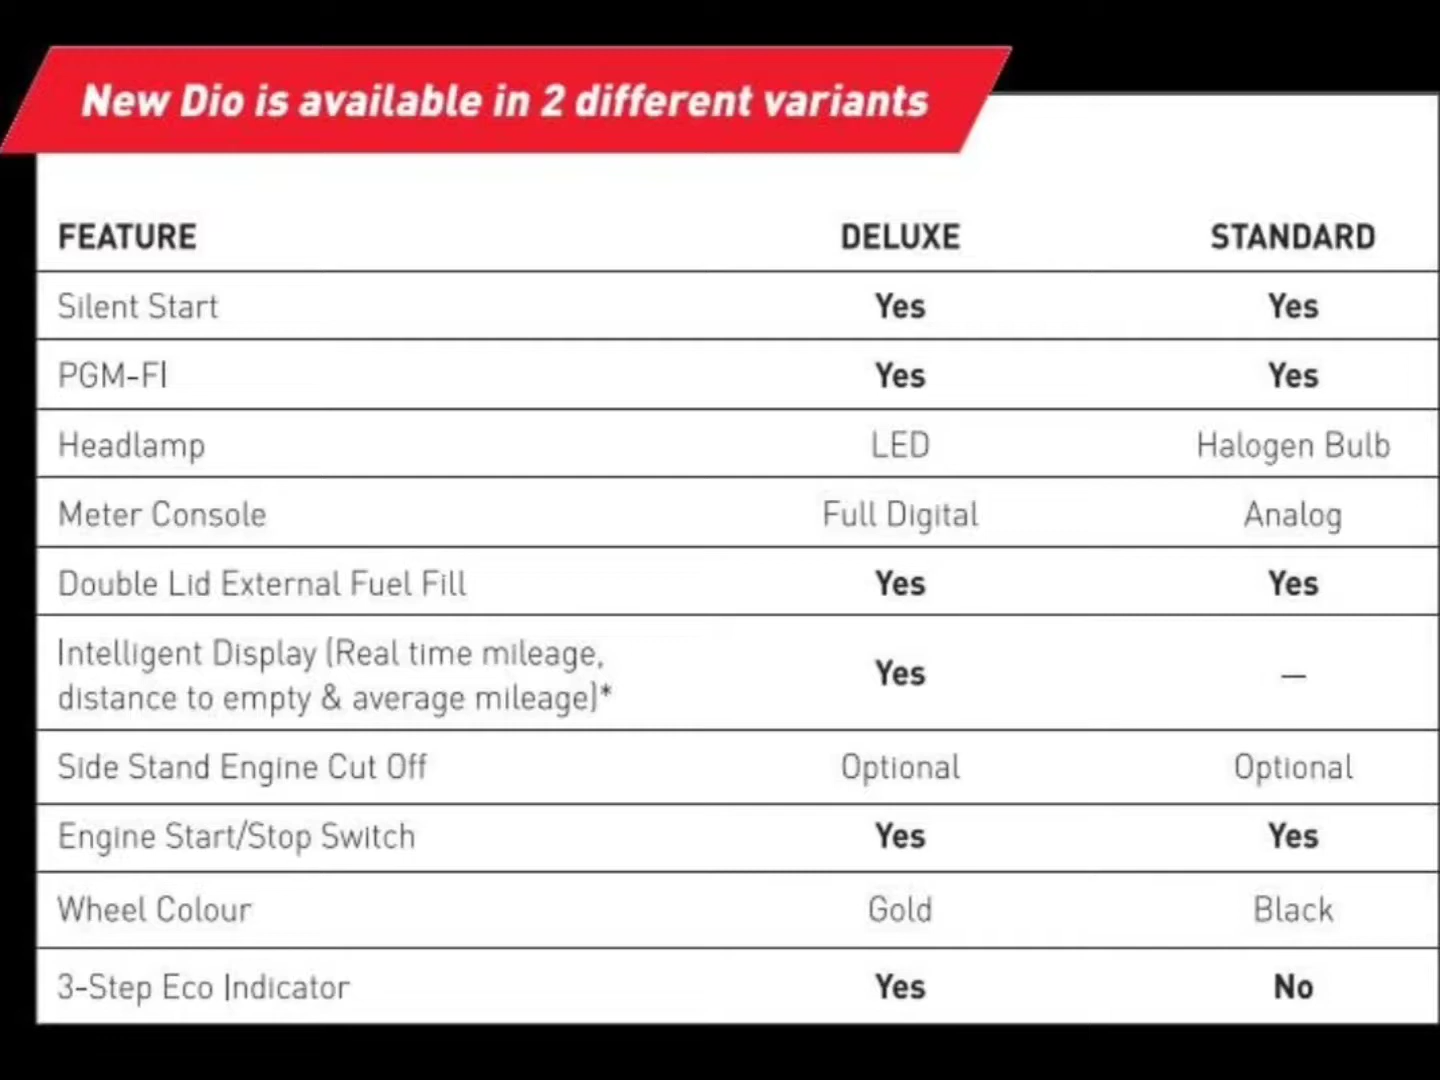 New Dio is available in 2 different variants
FEATURE DELUXE STANDARD
Silent Start Yes Yes
PGM-FI Yes Yes
Headlamp LED Halogen Bulb
Meter Console Full Digital Analog
Double Lid External Fuel Fill Yes Yes
Intelligent Display (Real time mileage,
distance to empty & average mileage)* Yes —
Side Stand Engine Cut Off Optional Optional
Engine Start/Stop Switch Yes Yes
Wheel Colour Gold Black
3-Step Eco Indicator Yes No